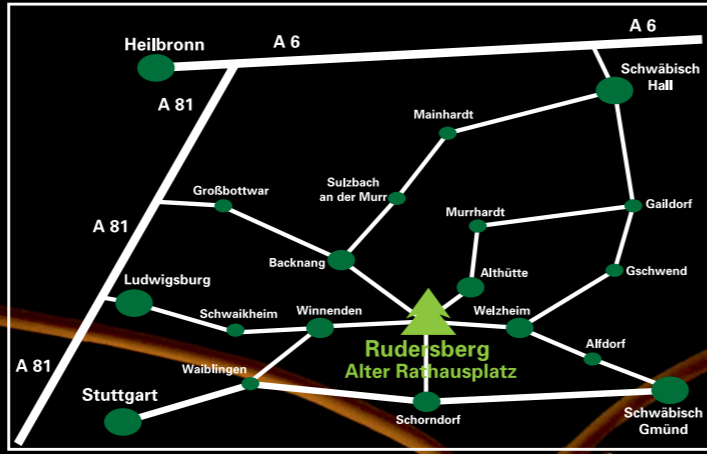 A 6
A 6
Heilbronn
Schwäbisch
Hall
A 81
Mainhardt
Sulzbach
an der Murr
Großbottwar
Murrhardt
Gaildorf
A 81
Backnang
Althütte
Gschwend
Ludwigsburg
Schwaikheim
Winnenden
Welzheim
Rudersberg
Alter Rathausplatz
Alfdorf
A 81
Waiblingen
Stuttgart
Schorndorf
Schwäbisch
Gmünd